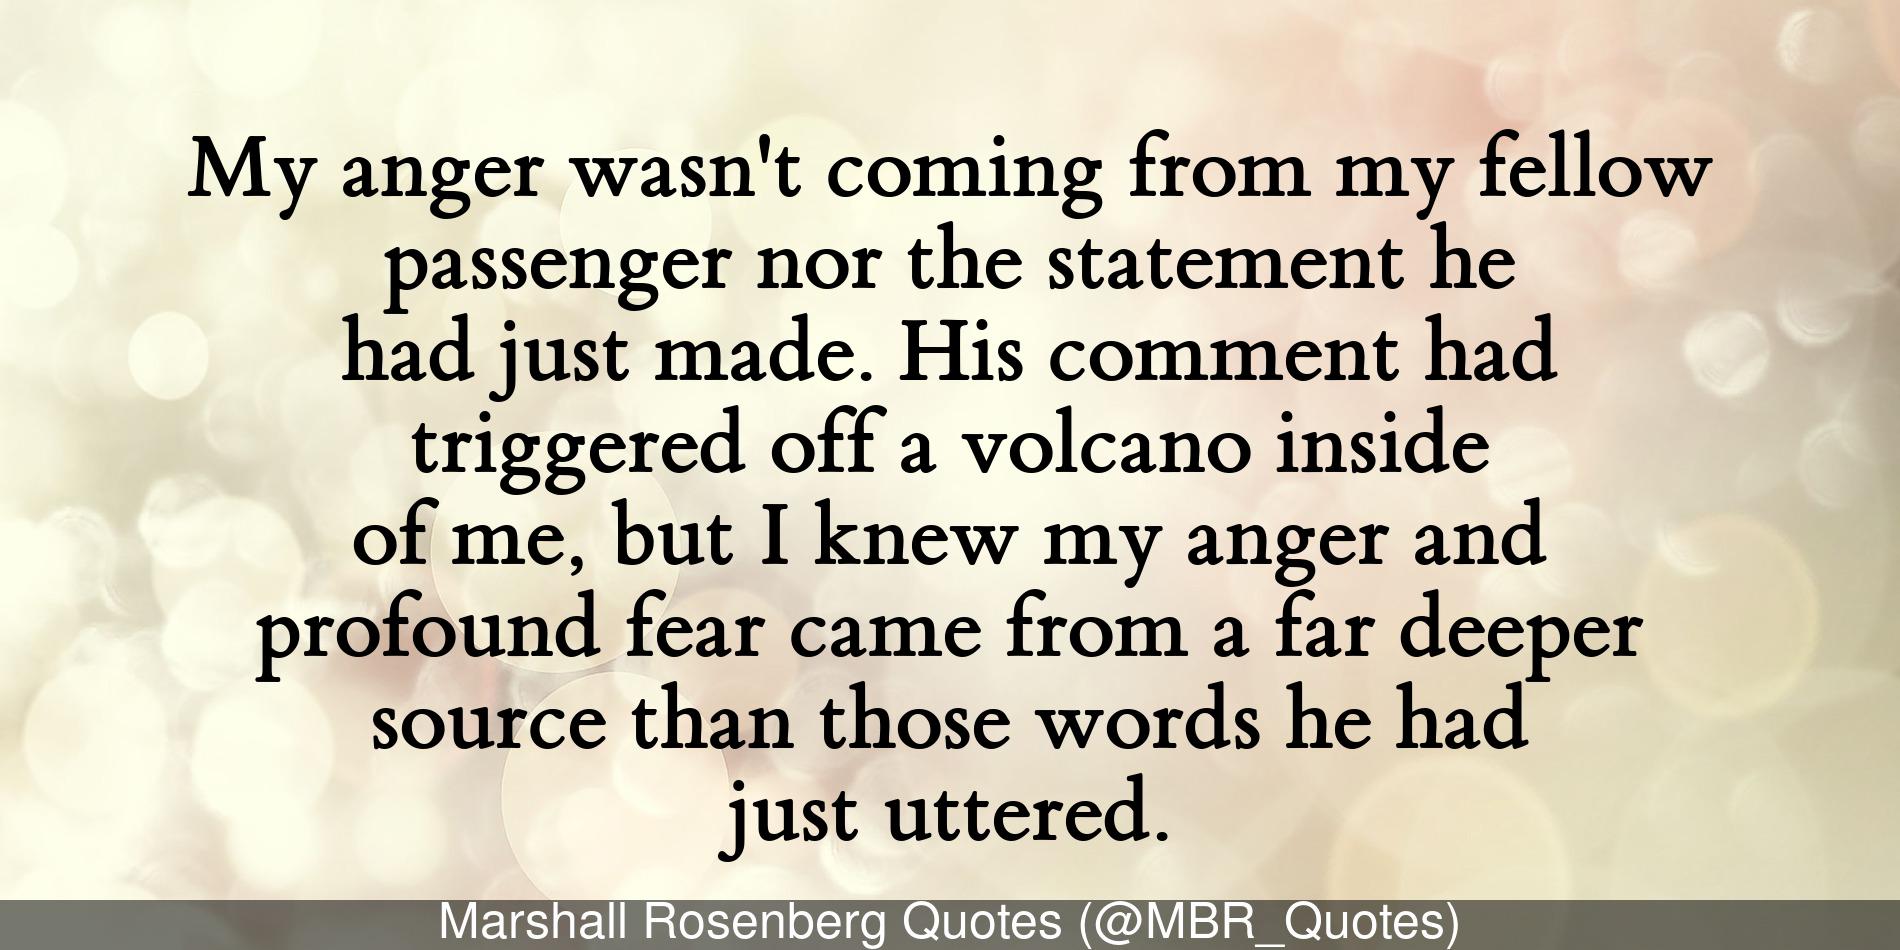 My anger wasn't coming from my fellow
passenger nor the statement he
had just made. His comment had
triggered off a volcano inside
of me, but I knew my anger and
profound fear came from a far deeper
source than those words he had
just uttered.
Marshall Rosenberg Quotes (@MBR_Quotes)